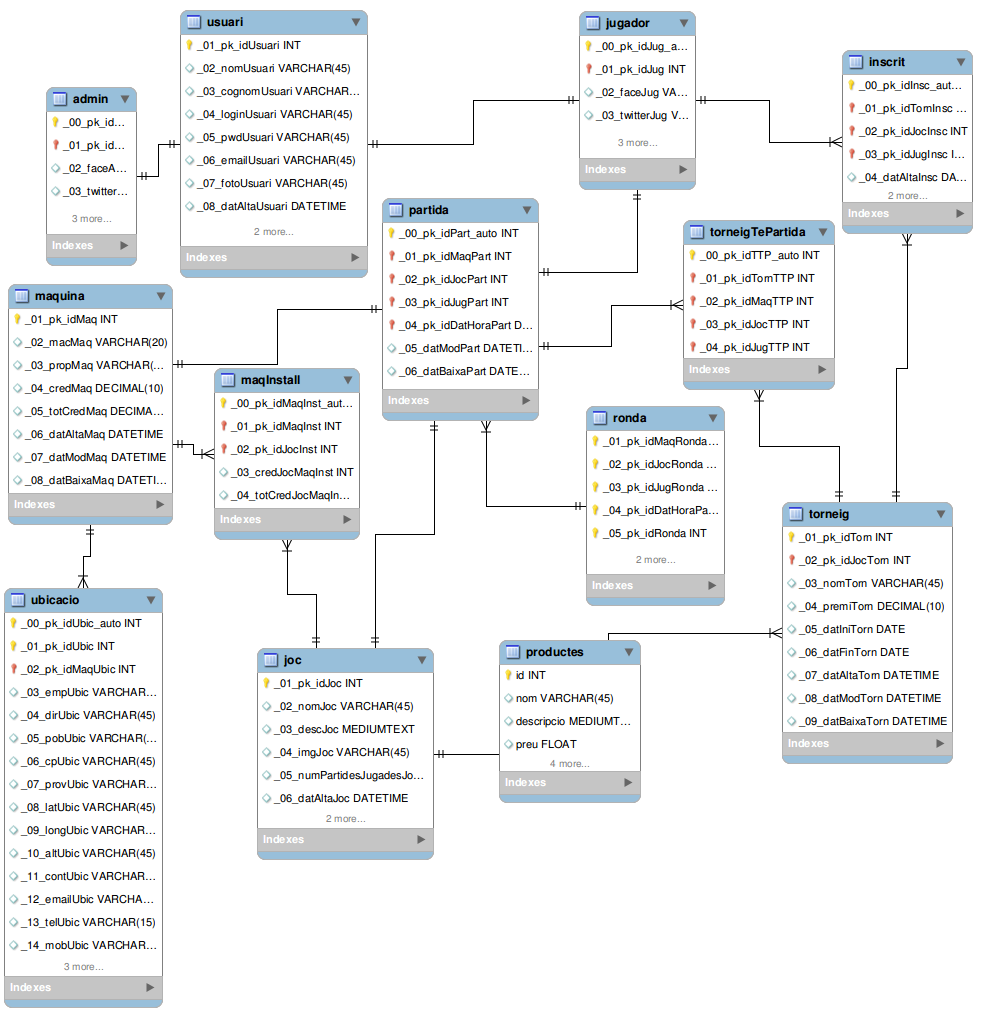 usuari
_01_pk_idUsuari INT
_02_nomUsuari VARCHAR(45)
_03_cognomUsuari VARCHAR...
_04_loginUsuari VARCHAR(45)
_05_pwdUsuari VARCHAR(45)
_06_emailUsuari VARCHAR(45)
_07_fotoUsuari VARCHAR(45)
_08_datAltaUsuari DATETIME
2 more...
Indexes
jugador
_00_pk_idJug_a...
_01_pk_idJug INT
_02_faceJug VA...
_03_twitterJug V...
3 more...
Indexes
inscrit
_00_pk_idInsc_aut...
_01_pk_idTornInsc ...
_02_pk_idJocInsc INT
_03_pk_idJugInsc I...
_04_datAltaInsc DA...
2 more...
Indexes
admin
_00_pk_id...
_01_pk_id...
_02_faceA...
_03_twitter...
3 more...
Indexes
partida
_00_pk_idPart_auto INT
_01_pk_idMaqPart INT
_02_pk_idJocPart INT
_03_pk_idJugPart INT
_04_pk_idDatHoraPart D...
_05_datModPart DATETI...
_06_datBaixaPart DATE...
Indexes
torneigTePartida
_00_pk_idTTP_auto INT
_01_pk_idTornTTP INT
_02_pk_idMaqTTP INT
_03_pk_idJocTTP INT
_04_pk_idJugTTP INT
Indexes
maquina
_01_pk_idMaq INT
_02_macMaq VARCHAR(20)
_03_propMaq VARCHAR(...
_04_credMaq DECIMAL(10)
_05_totCredMaq DECIMA...
_06_datAltaMaq DATETIME
_07_datModMaq DATETIME
_08_datBaixaMaq DATETI...
Indexes
maqInstall
_00_pk_idMaqInst_aut...
_01_pk_idMaqInst INT
_02_pk_idJocInst INT
_03_credJocMaqInst INT
_04_totCredJocMaqIn...
Indexes
ronda
_01_pk_idMaqRonda...
_02_pk_idJocRonda ...
_03_pk_idJugRonda ...
_04_pk_idDatHoraPa...
_05_pk_idRonda INT
2 more...
Indexes
torneig
_01_pk_idTorn INT
_02_pk_idJocTorn INT
_03_nomTorn VARCHAR(45)
_04_premiTorn DECIMAL(10)
_05_datIniTorn DATE
_06_datFinTorn DATE
_07_datAltaTorn DATETIME
_08_datModTorn DATETIME
_09_datBaixaTorn DATETIME
Indexes
ubicacio
_00_pk_idUbic_auto INT
_01_pk_idUbic INT
_02_pk_idMaqUbic INT
_03_empUbic VARCHAR...
_04_dirUbic VARCHAR(45)
_05_pobUbic VARCHAR(...
_06_cpUbic VARCHAR(45)
_07_provUbic VARCHAR...
_08_latUbic VARCHAR(45)
_09_longUbic VARCHAR...
_10_altUbic VARCHAR(45)
_11_contUbic VARCHAR...
_12_emailUbic VARCHA...
_13_telUbic VARCHAR(15)
_14_mobUbic VARCHAR...
3 more...
Indexes
joc
_01_pk_idJoc INT
_02_nomJoc VARCHAR(45)
_03_descJoc MEDIUMTEXT
_04_imgJoc VARCHAR(45)
_05_numPartidesJugadesJo...
_06_datAltaJoc DATETIME
2 more...
Indexes
productes
id INT
nom VARCHAR(45)
descripcio MEDIUMT...
preu FLOAT
4 more...
Indexes